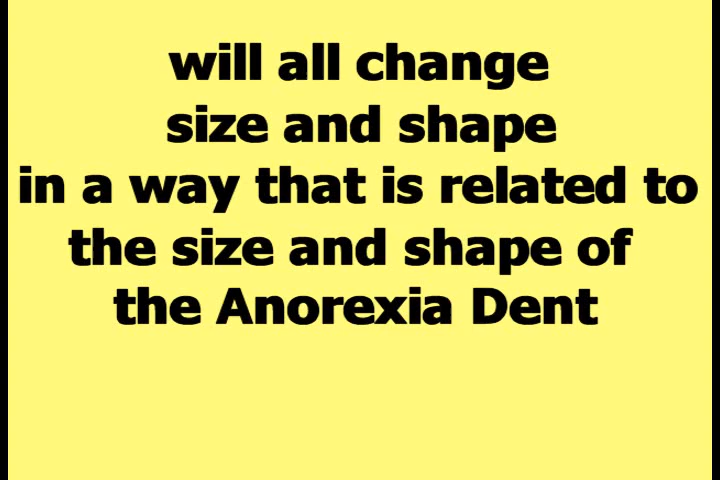 will all change
size and shape
in a way that is related to
the size and shape of
the Anorexia Dent